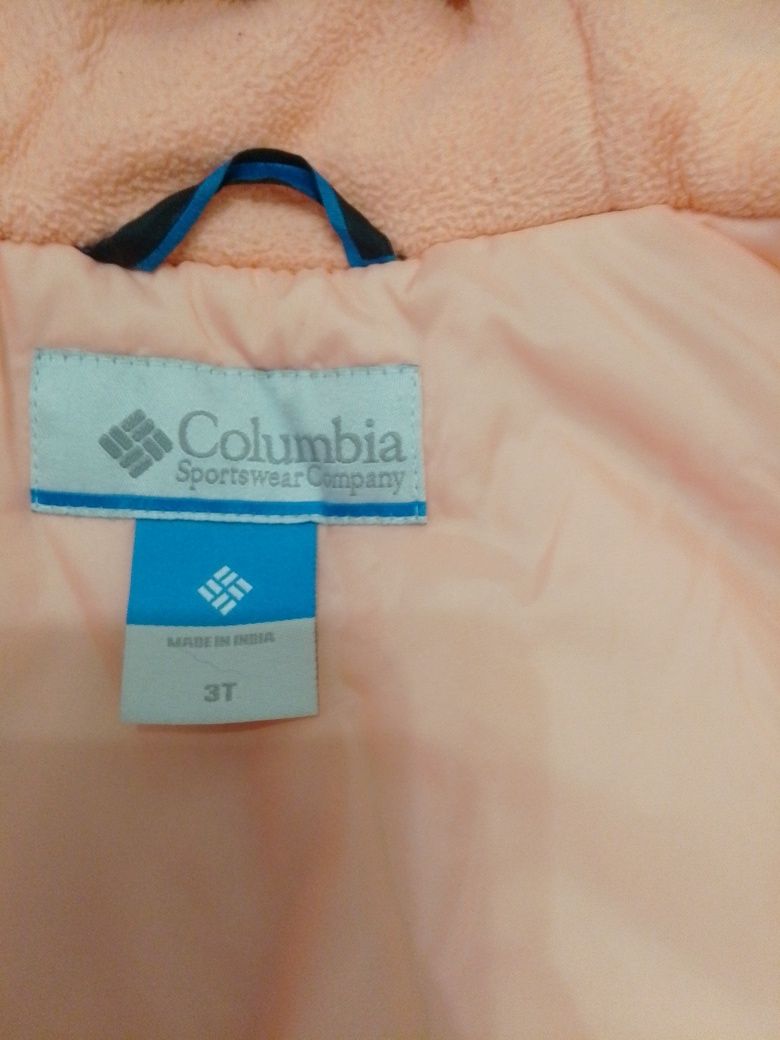 Columbia
Sportswear Company
MADE IN INDIA
3T